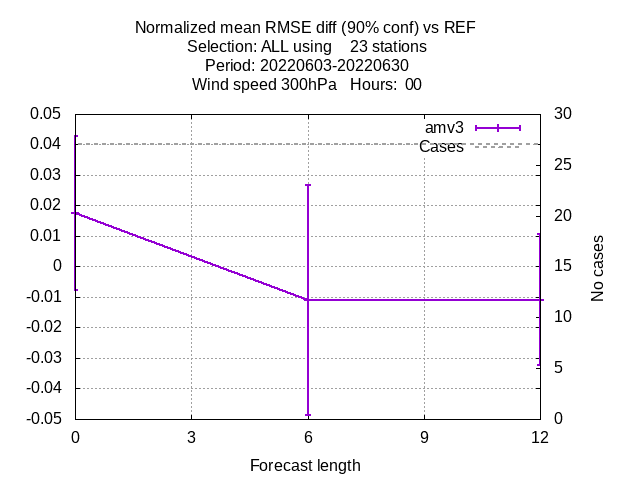 Normalized mean RMSE diff (90% conf) vs REF
Selection: ALL using    23 stations
Period: 20220603-20220630
Wind speed 300hPa   Hours:  00
0.05
0.04
0.03
0.02
0.01
0
-0.01
-0.02
-0.03
-0.04
-0.05
amv3
Cases
30
25
20
15
10
5
0
No cases
0 3 6 9 12
Forecast length